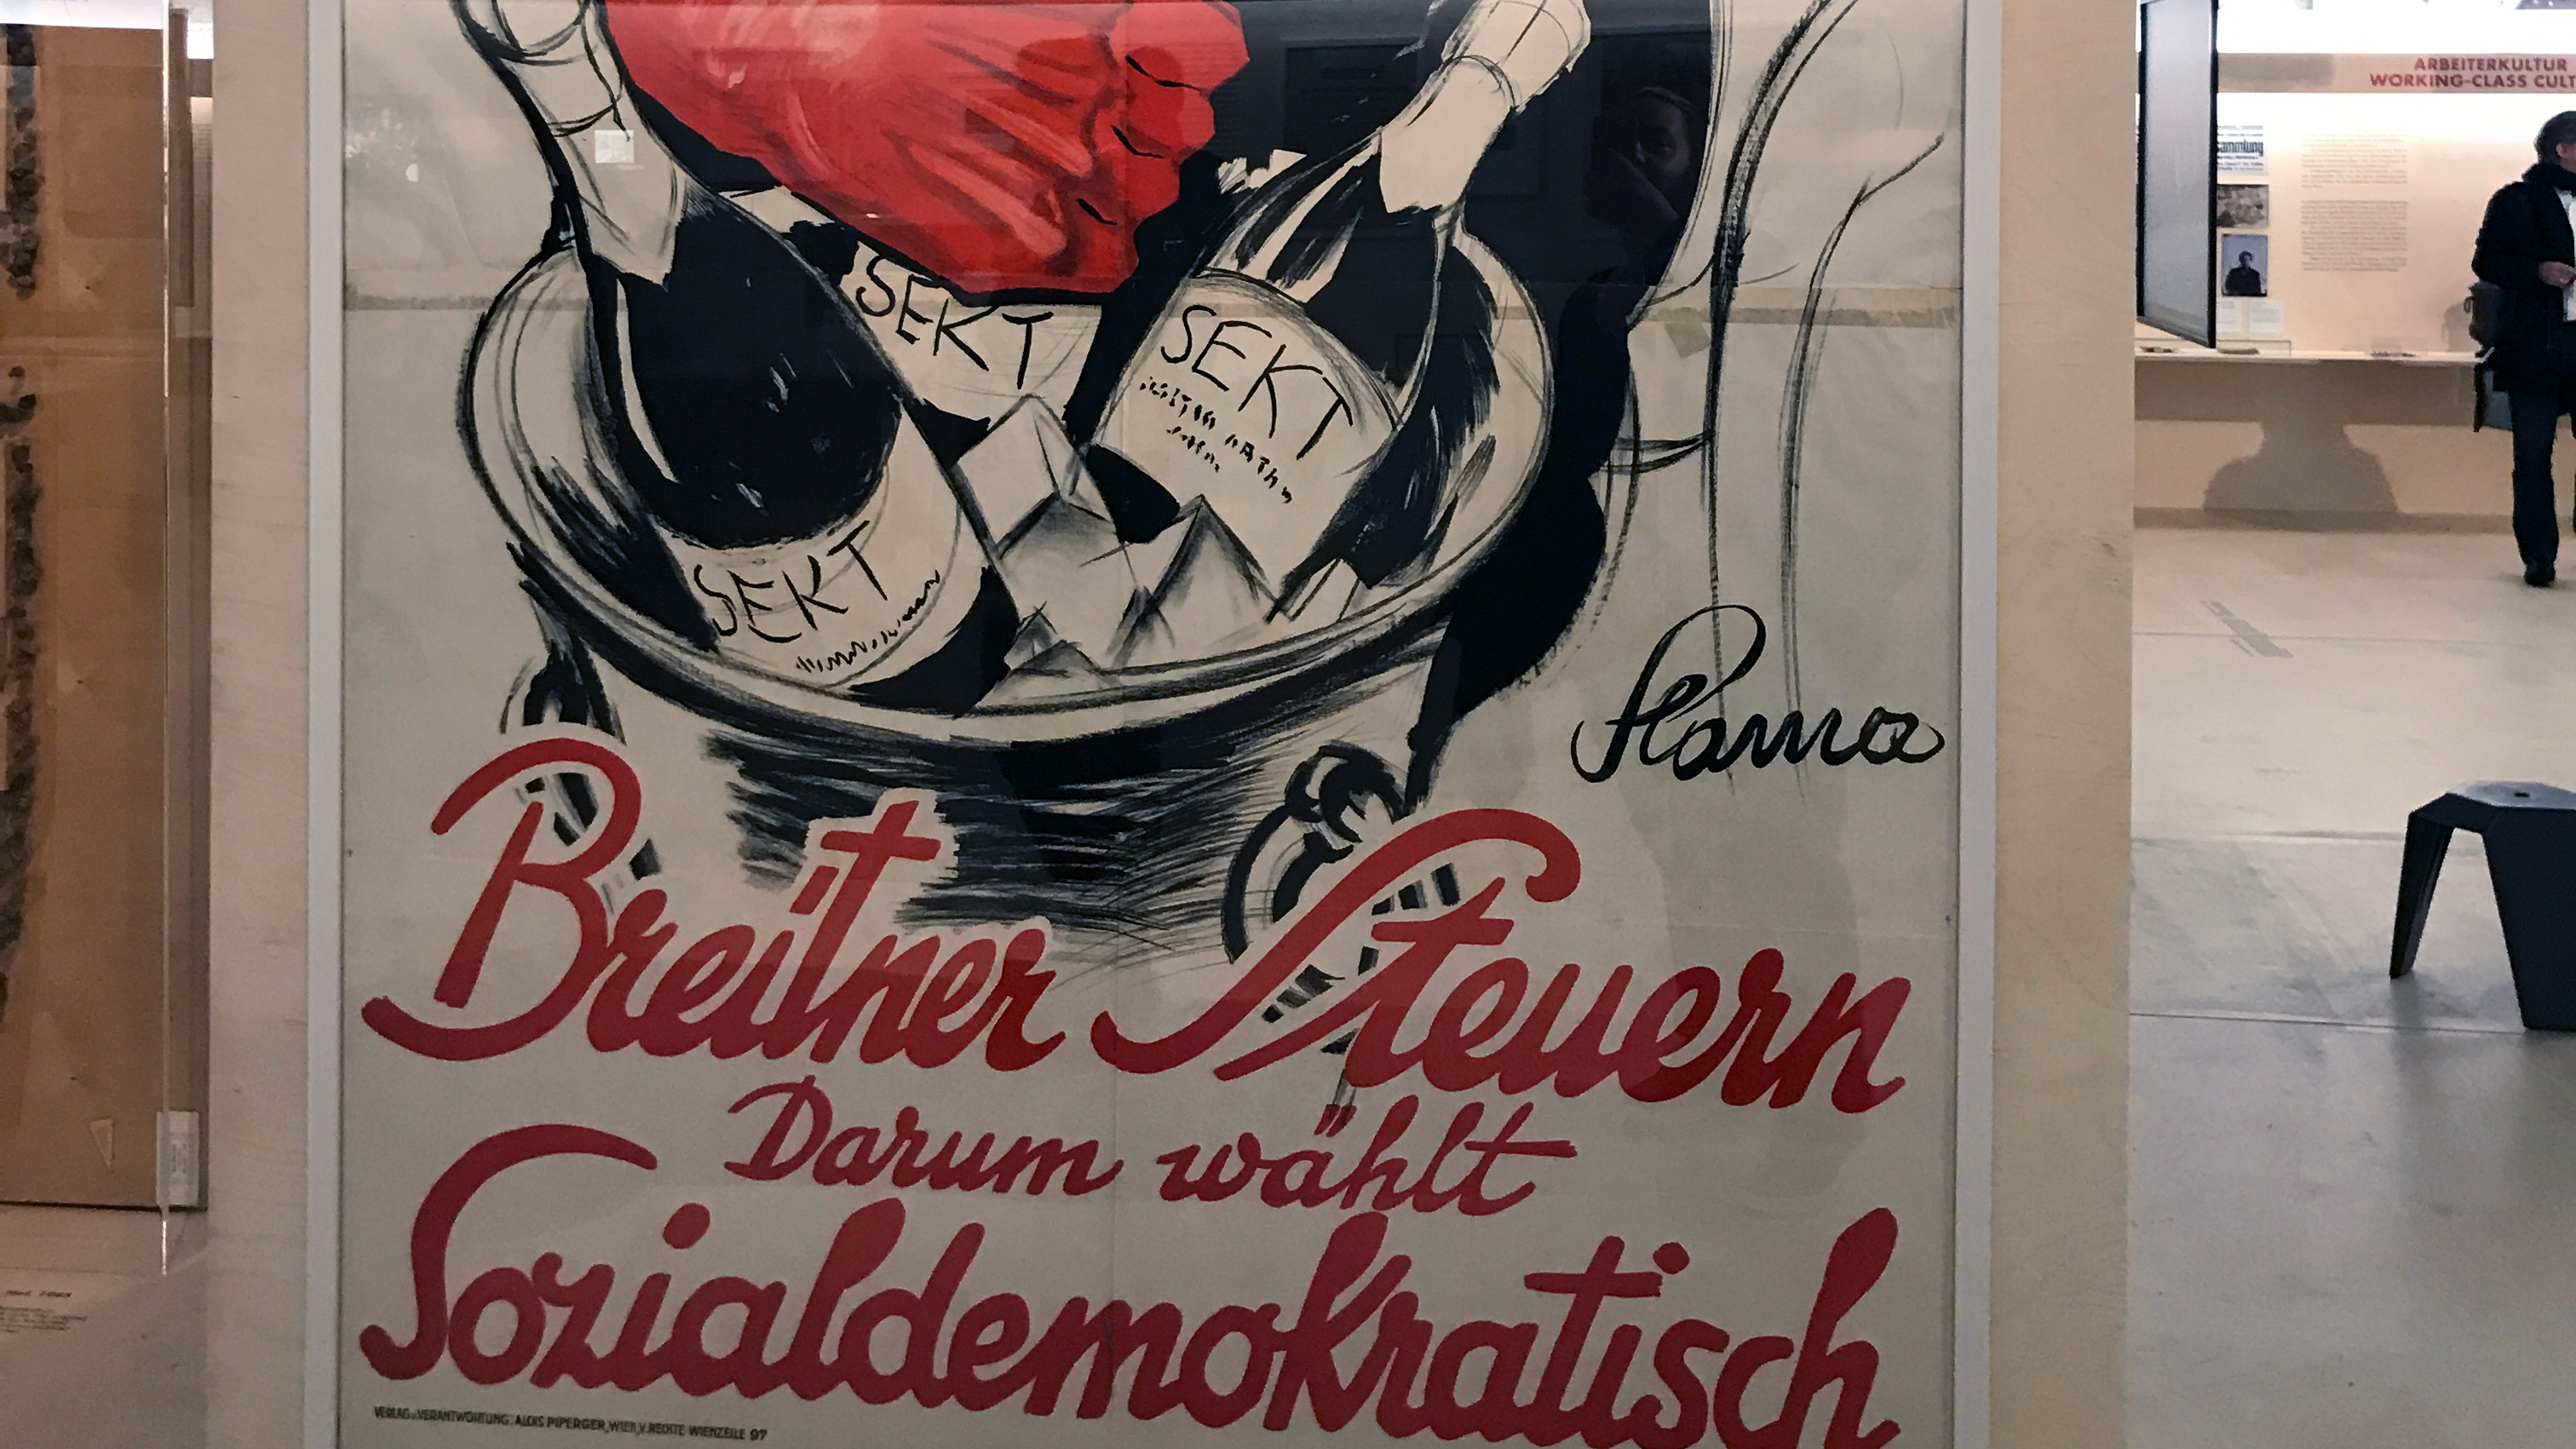 SEKT
SEKT
SEKT
Slama
Breitner Steuern
Darum wählt
Sozialdemokratisch
VERLAG u. VERANTWORTUNG: ALOIS PIPERGER, WIEN, V. RECHTE WIENZEILE 97
ARBEITERKULTUR
WORKING-CLASS CULT